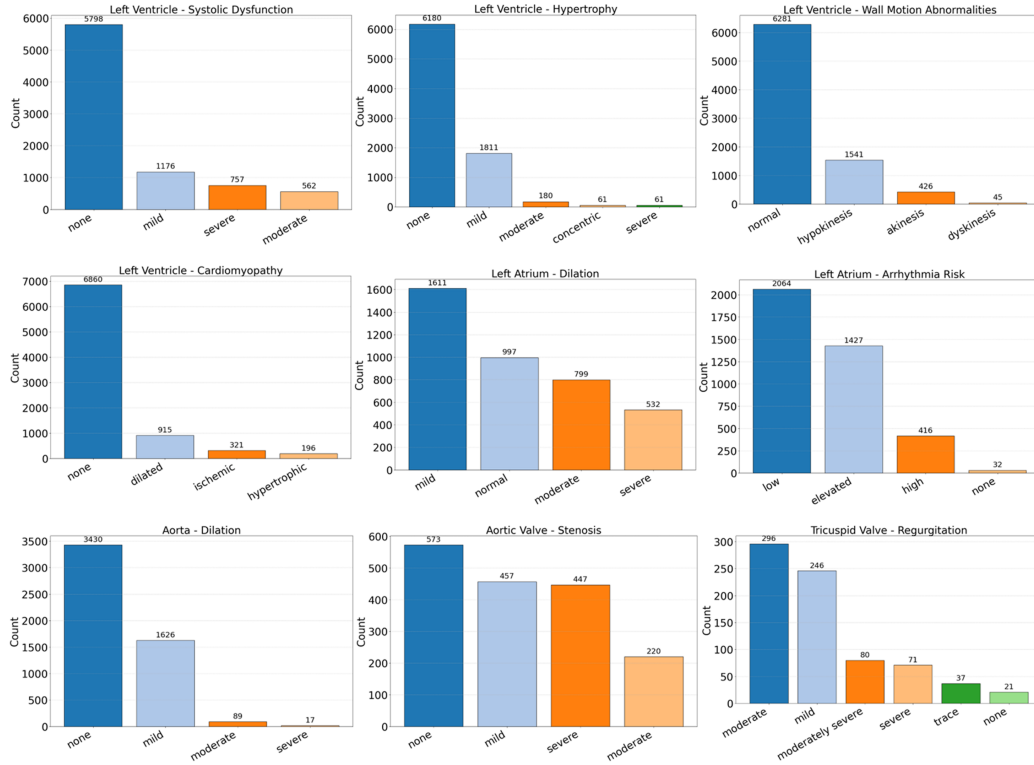 Left Ventricle - Systolic Dysfunction
Count
6000
5000
4000
3000
2000
1000
0
5798
1176
757
562
none
mild
severe
moderate
Left Ventricle - Hypertrophy
Count
6000
5000
4000
3000
2000
1000
0
6180
1811
180
61
61
none
mild
moderate
concentric
severe
Left Ventricle - Wall Motion Abnormalities
Count
6000
5000
4000
3000
2000
1000
0
6281
1541
426
45
normal
hypokinesis
akinesis
dyskinesis
Left Ventricle - Cardiomyopathy
Count
7000
6000
5000
4000
3000
2000
1000
0
6860
915
321
196
none
dilated
ischemic
hypertrophic
Left Atrium - Dilation
Count
1600
1400
1200
1000
800
600
400
200
0
1611
997
799
532
mild
normal
moderate
severe
Left Atrium - Arrhythmia Risk
Count
2000
1750
1500
1250
1000
750
500
250
0
2064
1427
416
32
low
elevated
high
none
Aorta - Dilation
Count
3500
3000
2500
2000
1500
1000
500
0
3430
1626
89
17
none
mild
moderate
severe
Aortic Valve - Stenosis
Count
600
500
400
300
200
100
0
573
457
447
220
none
mild
severe
moderate
Tricuspid Valve - Regurgitation
Count
300
250
200
150
100
50
0
296
246
80
71
37
21
moderate
mild
moderately severe
severe
trace
none